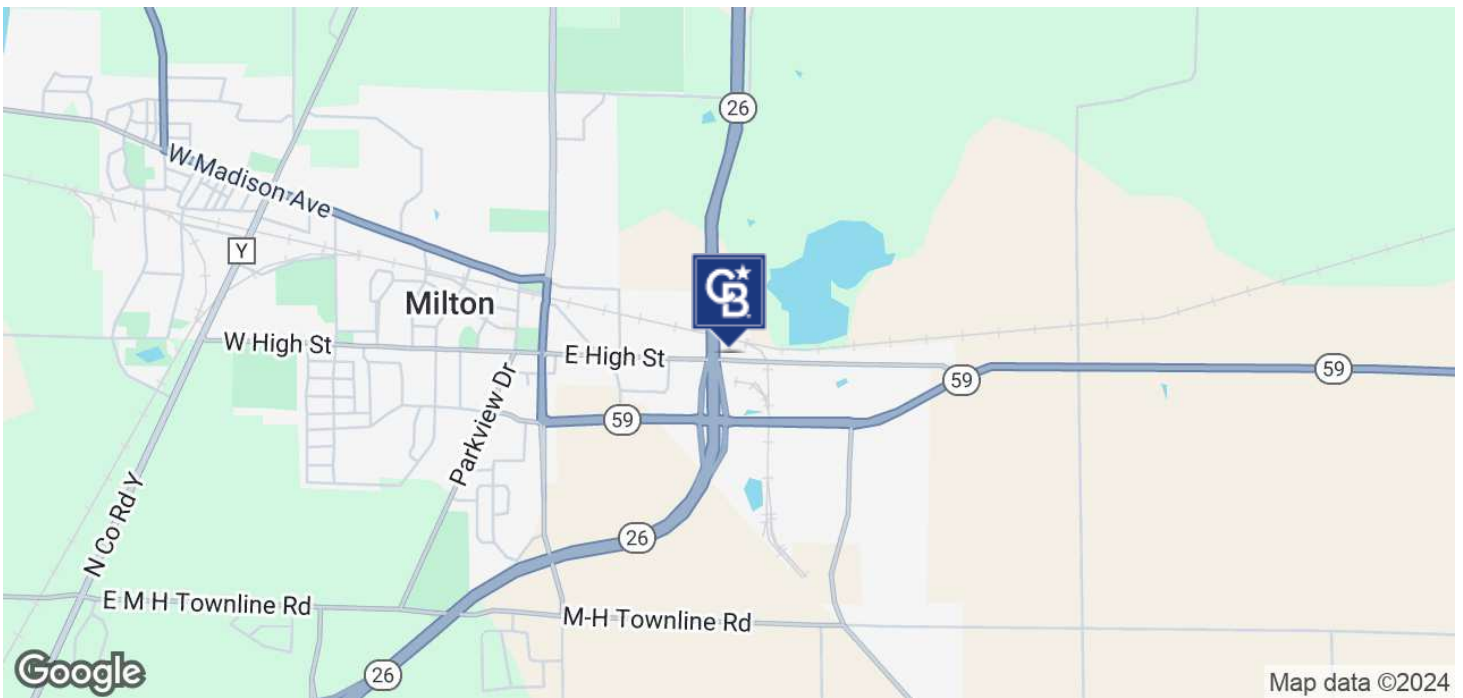 26
W Madison Ave
Y
CB
Milton
W High St
E High St
59
59
59
Parkview Dr
N Co Rd Y
26
E M H Townline Rd
M-H Townline Rd
26
Google
Map data ©2024